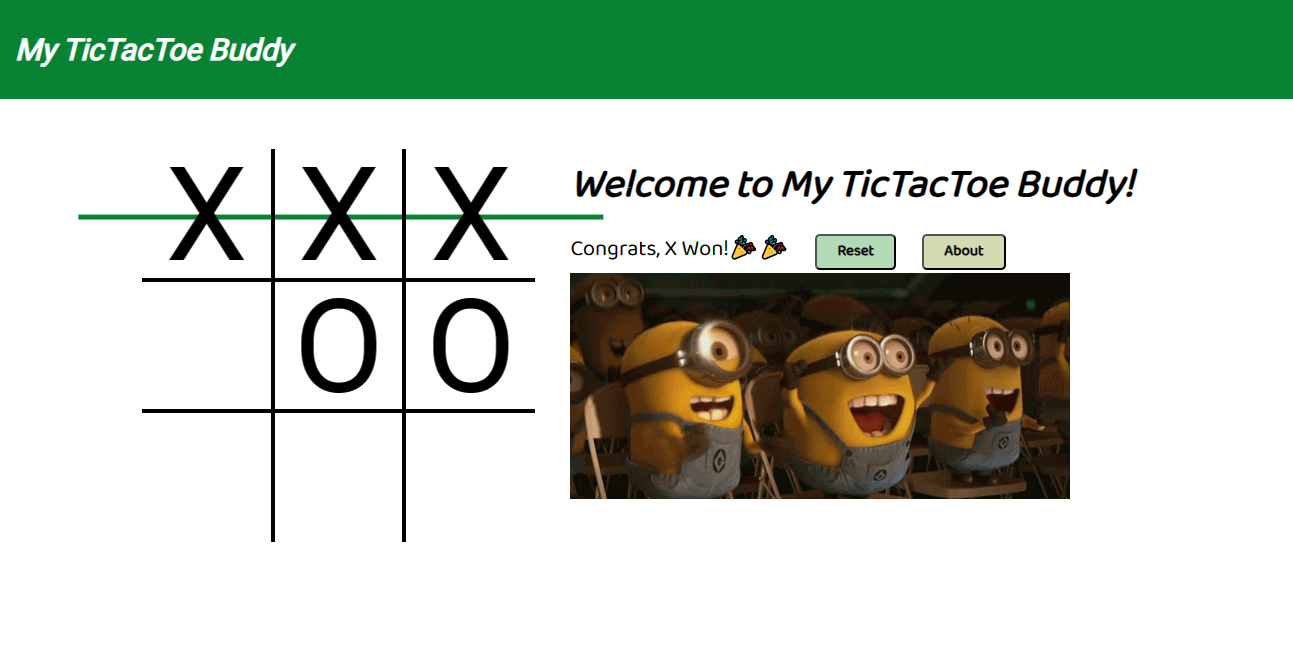 My TicTacToe Buddy
X X X
O O
Welcome to My TicTacToe Buddy!
Congrats, X Won!🎉 🎉
Reset
About